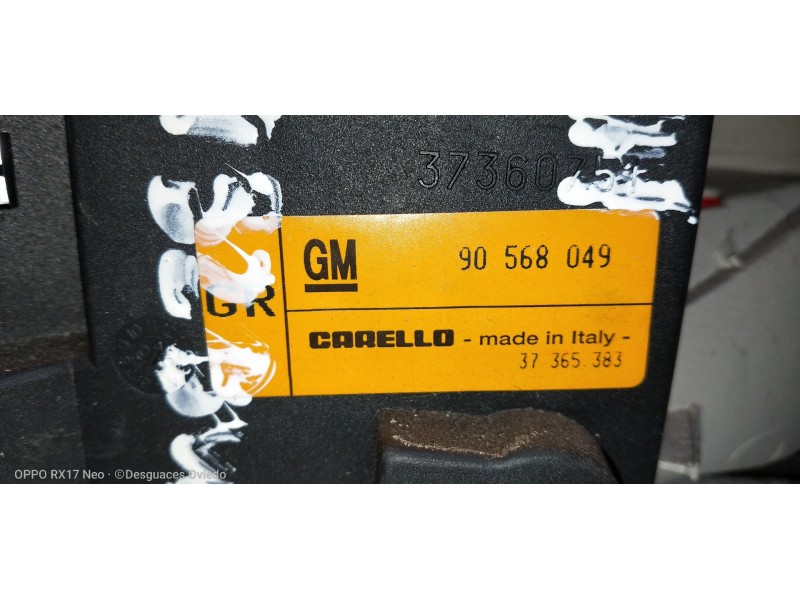 GM
90 568 049
GR
CARELLO - made in Italy -
37 365 383
OPPO RX17 Neo · ©Desguaces Oviedo